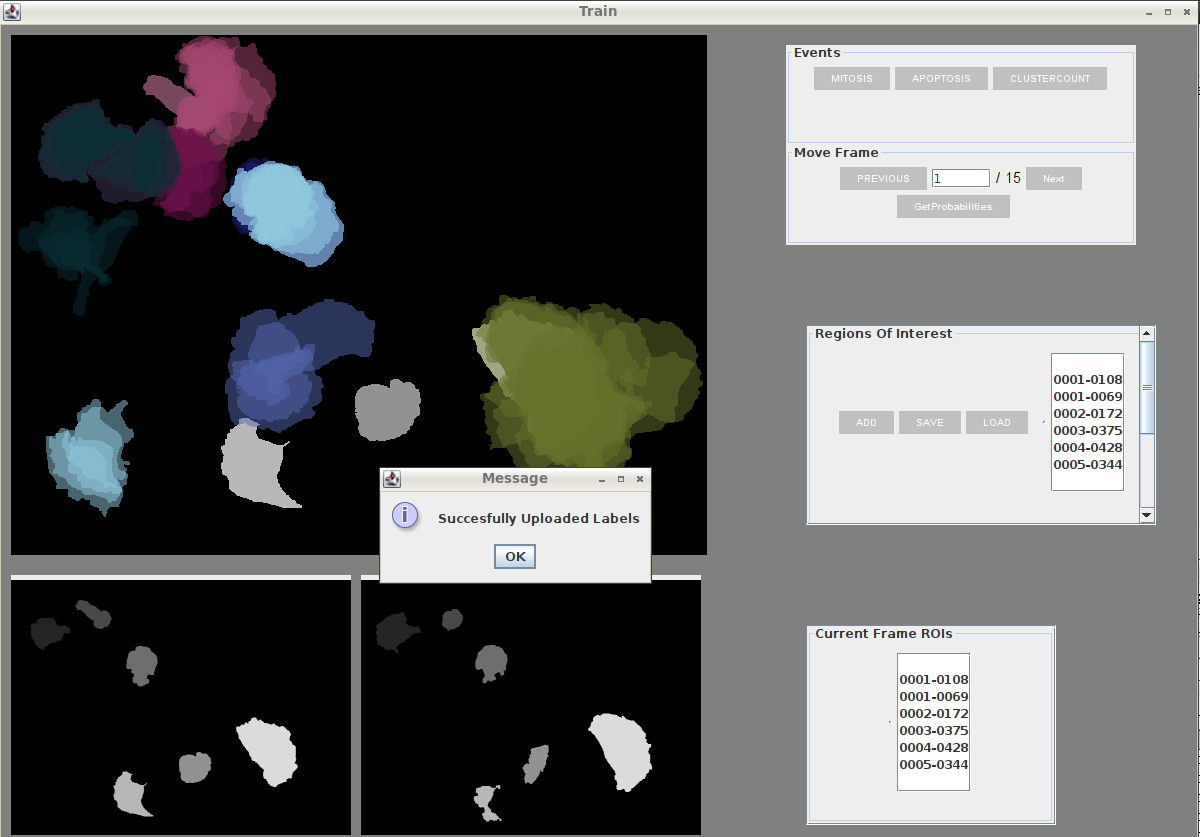 Train
Events
MITOSIS APOPTOSIS CLUSTERCOUNT
Move Frame
PREVIOUS 1 / 15 Next
GetProbabilities
Regions Of Interest
ADD SAVE LOAD
0001-0108
0001-0069
0002-0172
0003-0375
0004-0428
0005-0344
Message
i
Succesfully Uploaded Labels
OK
Current Frame ROIs
0001-0108
0001-0069
0002-0172
0003-0375
0004-0428
0005-0344